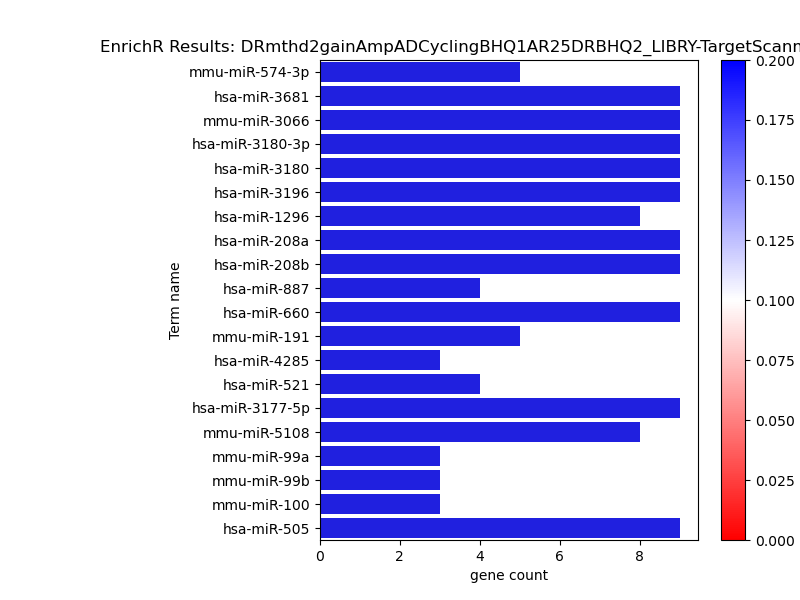 EnrichR Results: DRmthd2gainAmpADCyclingBHQ1AR25DRBHQ2_LIBRY-TargetScann
mmu-miR-574-3p
hsa-miR-3681
mmu-miR-3066
hsa-miR-3180-3p
hsa-miR-3180
hsa-miR-3196
hsa-miR-1296
hsa-miR-208a
hsa-miR-208b
hsa-miR-887
hsa-miR-660
mmu-miR-191
hsa-miR-4285
hsa-miR-521
hsa-miR-3177-5p
mmu-miR-5108
mmu-miR-99a
mmu-miR-99b
mmu-miR-100
hsa-miR-505
Term name
0 2 4 6 8
gene count
0.200
0.175
0.150
0.125
0.100
0.075
0.050
0.025
0.000